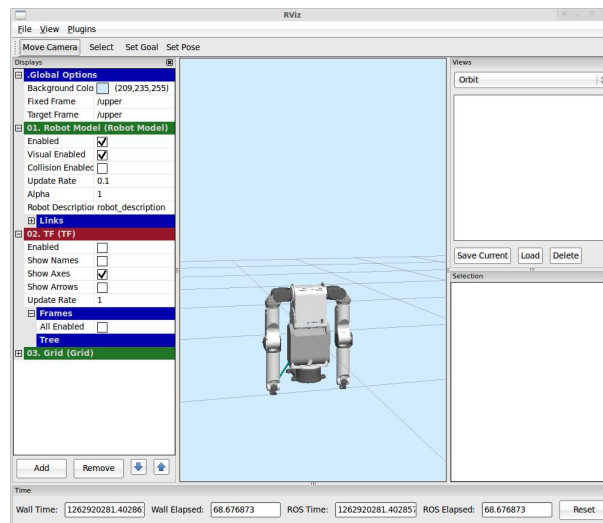 RViz
File View Plugins
Move Camera Select Set Goal Set Pose
Displays
.Global Options
Background Colo (209,235,255)
Fixed Frame /upper
Target Frame /upper
01. Robot Model (Robot Model)
Enabled
Visual Enabled
Collision Enablec
Update Rate 0.1
Alpha 1
Robot Description robot_description
Links
02. TF (TF)
Enabled
Show Names
Show Axes
Show Arrows
Update Rate 1
Frames
All Enabled
Tree
03. Grid (Grid)
Add Remove
Views
Orbit
Save Current Load Delete
Selection
Time
Wall Time: 1262920281.40286 Wall Elapsed: 68.676873 ROS Time: 1262920281.40285 ROS Elapsed: 68.676873 Reset